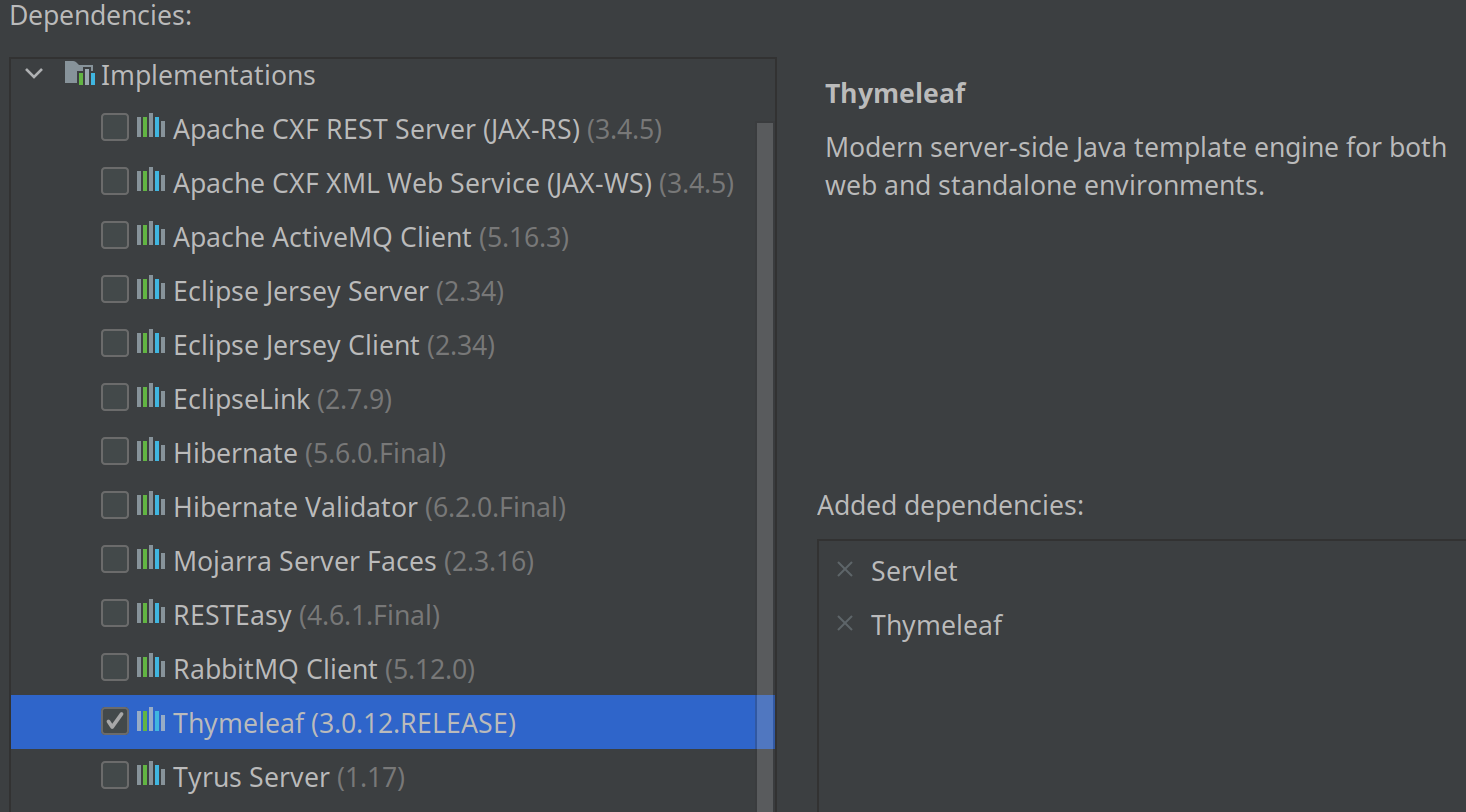 Dependencies:
Implementations
Apache CXF REST Server (JAX-RS) (3.4.5)
Apache CXF XML Web Service (JAX-WS) (3.4.5)
Apache ActiveMQ Client (5.16.3)
Eclipse Jersey Server (2.34)
Eclipse Jersey Client (2.34)
EclipseLink (2.7.9)
Hibernate (5.6.0.Final)
Hibernate Validator (6.2.0.Final)
Mojarra Server Faces (2.3.16)
RESTEasy (4.6.1.Final)
RabbitMQ Client (5.12.0)
Thymeleaf (3.0.12.RELEASE)
Tyrus Server (1.17)
Thymeleaf
Modern server-side Java template engine for both
web and standalone environments.
Added dependencies:
Servlet
Thymeleaf